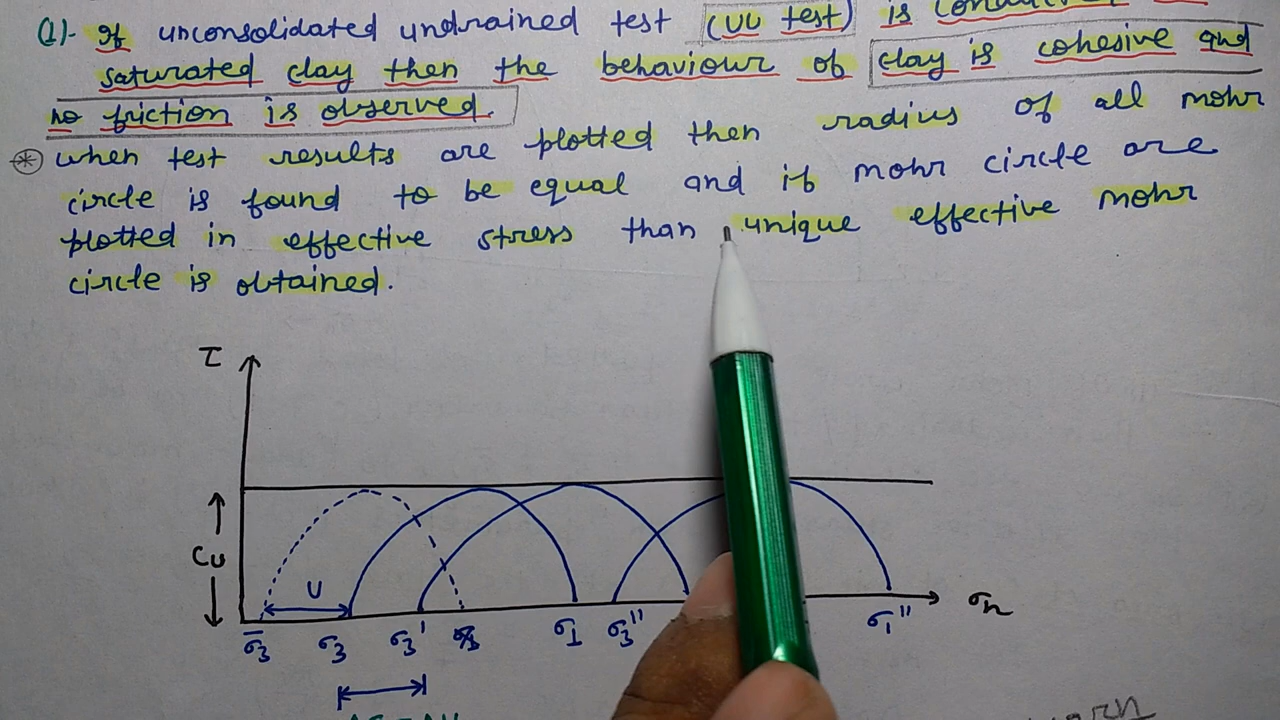 Q1)- If unconsolidated undrained test (UU test) is
saturated clay then the behaviour of clay is cohesive and
no friction is observed.
when test results are plotted then radius of all mohr
circle is found to be equal and if mohr circle are
plotted in effective stress than unique effective mohr
circle is obtained.
τ
Cu
U
σn
σ̅3 σ3 σ3' σ1 σ3" σ1"